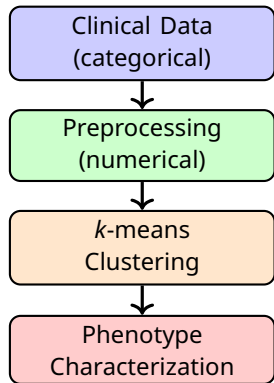 Clinical Data
(categorical)
Preprocessing
(numerical)
k-means
Clustering
Phenotype
Characterization